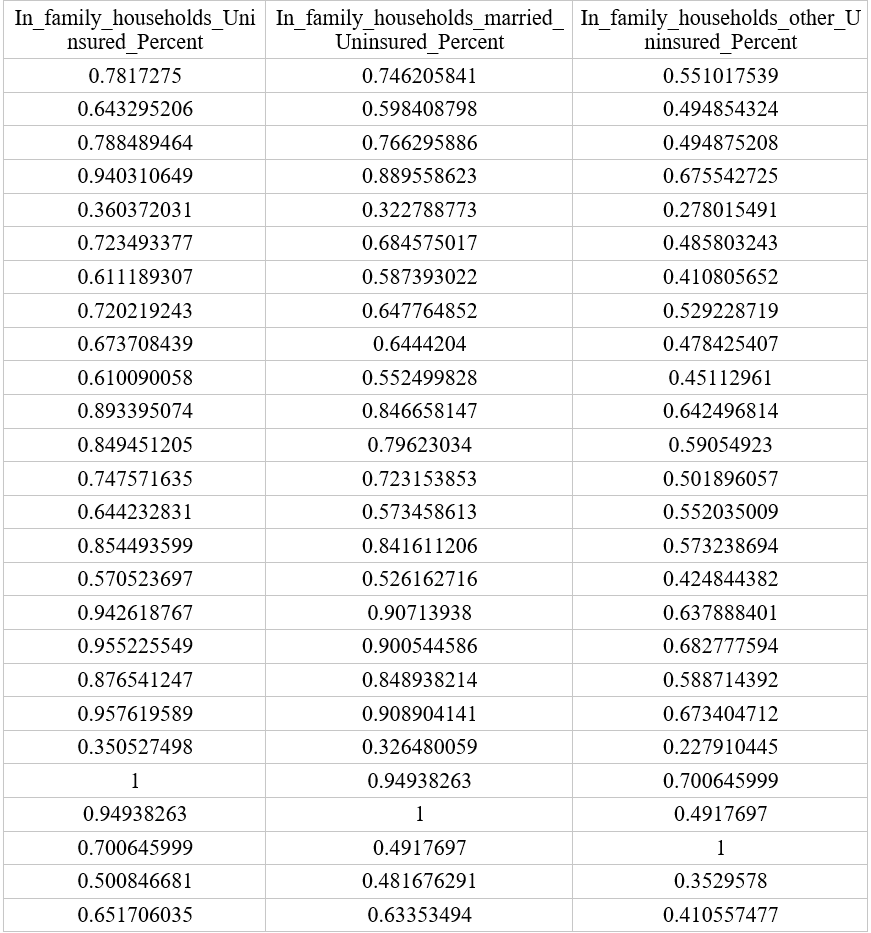 In_family_households_Uni In_family_households_married_ In_family_households_other_U
nsured_Percent Uninsured_Percent ninsured_Percent
0.7817275 0.746205841 0.551017539
0.643295206 0.598408798 0.494854324
0.788489464 0.766295886 0.494875208
0.940310649 0.889558623 0.675542725
0.360372031 0.322788773 0.278015491
0.723493377 0.684575017 0.485803243
0.611189307 0.587393022 0.410805652
0.720219243 0.647764852 0.529228719
0.673708439 0.6444204 0.478425407
0.610090058 0.552499828 0.45112961
0.893395074 0.846658147 0.642496814
0.849451205 0.79623034 0.59054923
0.747571635 0.723153853 0.501896057
0.644232831 0.573458613 0.552035009
0.854493599 0.841611206 0.573238694
0.570523697 0.526162716 0.424844382
0.942618767 0.90713938 0.637888401
0.955225549 0.900544586 0.682777594
0.876541247 0.848938214 0.588714392
0.957619589 0.908904141 0.673404712
0.350527498 0.326480059 0.227910445
1 0.94938263 0.700645999
0.94938263 1 0.4917697
0.700645999 0.4917697 1
0.500846681 0.481676291 0.3529578
0.651706035 0.63353494 0.410557477